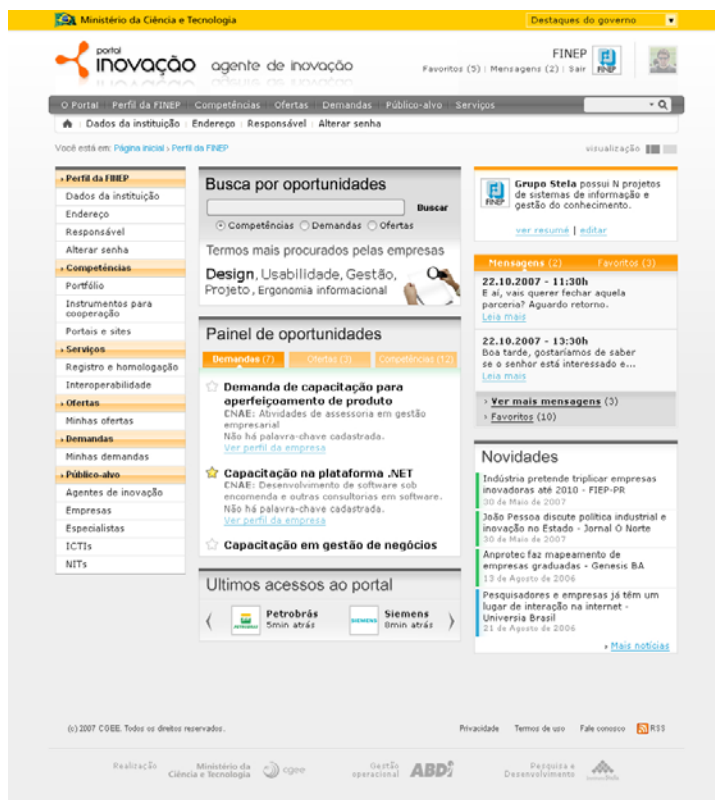 Ministério da Ciência e Tecnologia
Destaques do governo
portal
inovação
agente de inovação
FINEP
Favoritos (5) | Mensagens (2) | Sair
FINEP
O Portal Perfil da FINEP Competências Ofertas Demandas Público-alvo Serviços
Dados da instituição Endereço Responsável Alterar senha
Você está em: Página inicial › Perfil da FINEP
visualização
› Perfil da FINEP
Dados da instituição
Endereço
Responsável
Alterar senha
› Competências
Portfólio
Instrumentos para
cooperação
Portais e sites
› Serviços
Registro e homologação
Interoperabilidade
› Ofertas
Minhas ofertas
› Demandas
Minhas demandas
› Público-alvo
Agentes de inovação
Empresas
Especialistas
ICTIs
NITs
Busca por oportunidades
Buscar
Competências Demandas Ofertas
Termos mais procurados pelas empresas
Design, Usabilidade, Gestão,
Projeto, Ergonomia informacional
Painel de oportunidades
Demandas (7) Ofertas (3) Competências (12)
Demanda de capacitação para
aperfeiçoamento de produto
CNAE: Atividades de assessoria em gestão
empresarial
Não há palavra-chave cadastrada.
Ver perfil da empresa
Capacitação na plataforma .NET
CNAE: Desenvolvimento de software sob
encomenda e outras consultorias em software.
Não há palavra-chave cadastrada.
Ver perfil da empresa
Capacitação em gestão de negócios
Ultimos acessos ao portal
Petrobrás
5min atrás
SIEMENS
Siemens
8min atrás
FINEP
Grupo Stela possui N projetos
de sistemas de informação e
gestão do conhecimento.
ver resumé | editar
Mensagens (2) Favoritos (3)
22.10.2007 - 11:30h
E aí, vais querer fechar aquela
parceria? Aguardo retorno.
Leia mais
22.10.2007 - 13:30h
Boa tarde, gostaríamos de saber
se o senhor está interessado e...
Leia mais
› Ver mais mensagens (3)
› Favoritos (10)
Novidades
Indústria pretende triplicar empresas
inovadoras até 2010 - FIEP-PR
30 de Maio de 2007
João Pessoa discute política industrial e
inovação no Estado - Jornal O Norte
30 de Maio de 2007
Anprotec faz mapeamento de
empresas graduadas - Genesis BA
13 de Agosto de 2006
Pesquisadores e empresas já têm um
lugar de interação na internet -
Universia Brasil
21 de Agosto de 2006
› Mais notícias
(c) 2007 CGEE. Todos os direitos reservados.
Privacidade Termos de uso Fale conosco RSS
Realização
Ministério da
Ciência e Tecnologia
cgee
Gestão
operacional
ABDi
Pesquisa e
Desenvolvimento